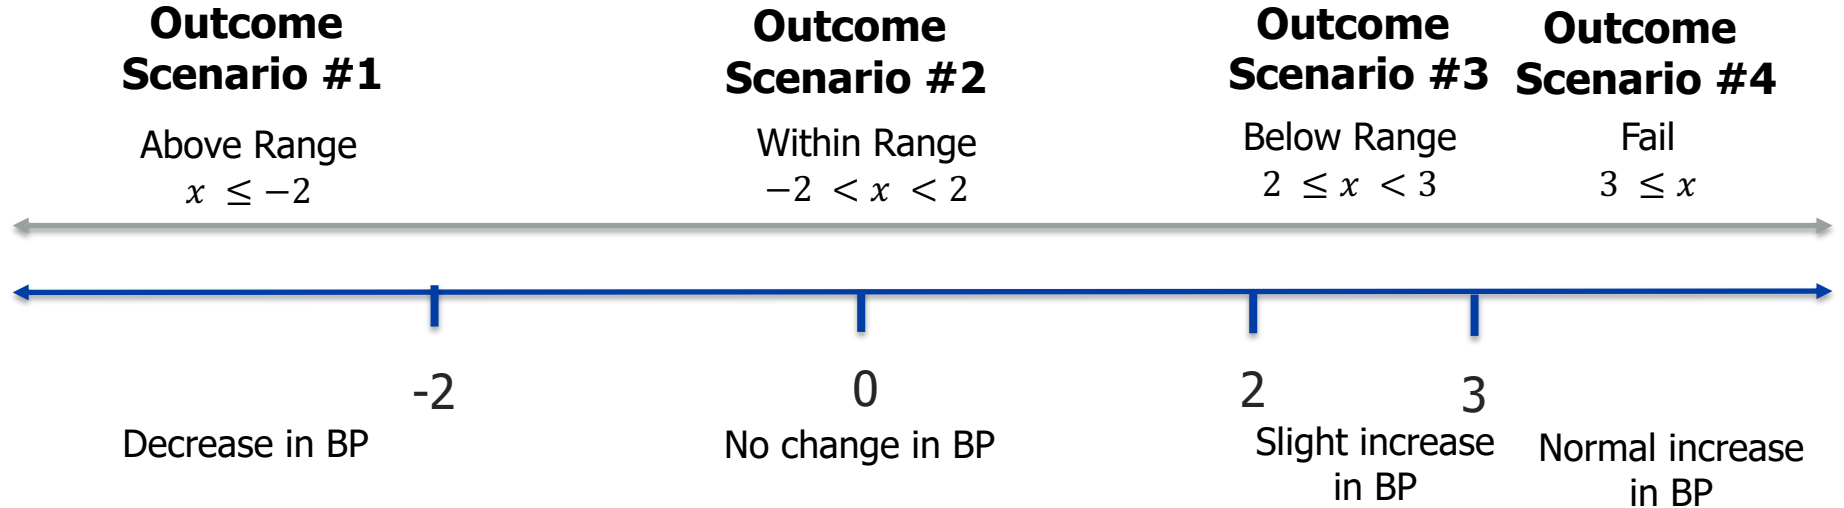 Outcome
Scenario #1
Above Range
x ≤ −2
Outcome
Scenario #2
Within Range
−2 < x < 2
Outcome
Scenario #3
Below Range
2 ≤ x < 3
Outcome
Scenario #4
Fail
3 ≤ x
-2
0
2
3
Decrease in BP
No change in BP
Slight increase
in BP
Normal increase
in BP